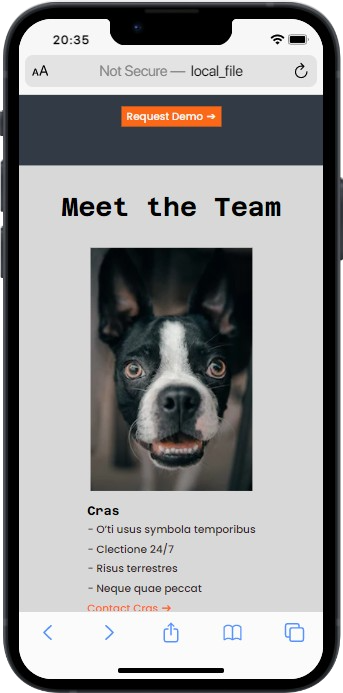 20:35
AA Not Secure — local_file
Request Demo ➔
Meet the Team
Cras
- O'ti usus symbola temporibus
- Clectione 24/7
- Risus terrestres
- Neque quae peccat
Contact Cras ➔